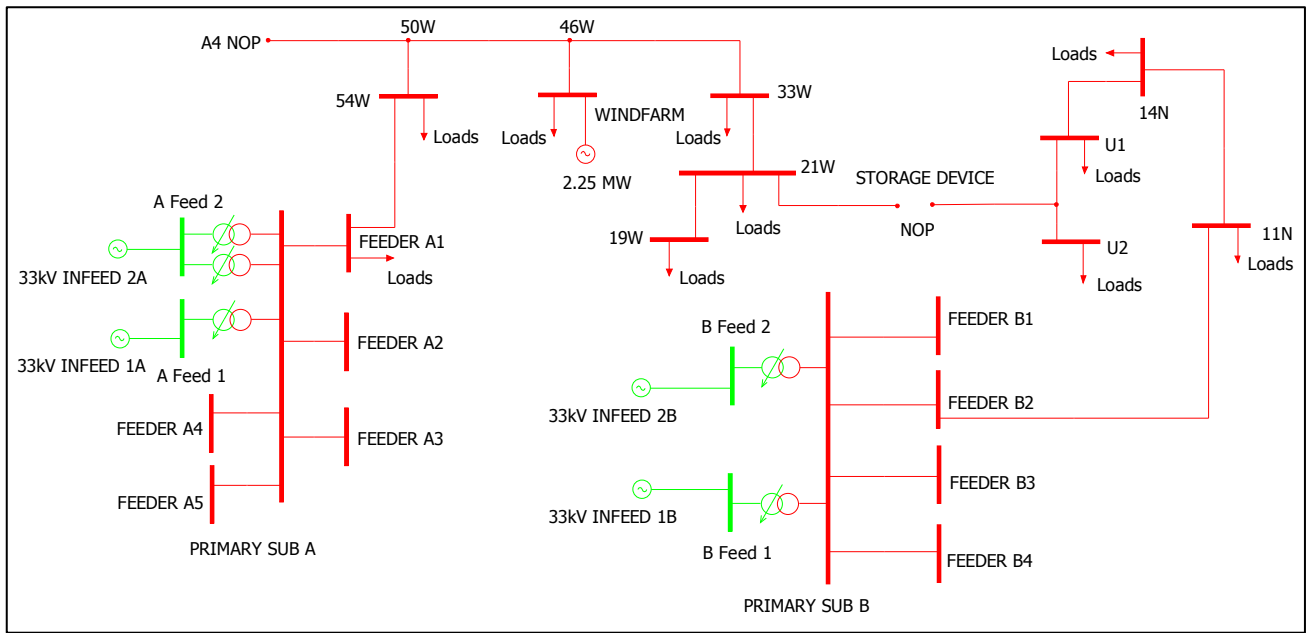 50W
46W
A4 NOP
Loads
14N
33W
54W
WINDFARM
Loads
Loads
Loads
U1
Loads
2.25 MW
21W
STORAGE DEVICE
A Feed 2
Loads
NOP
FEEDER A1
19W
U2
11N
33kV INFEED 2A
Loads
Loads
Loads
Loads
FEEDER B1
B Feed 2
FEEDER A2
33kV INFEED 1A
A Feed 1
FEEDER B2
33kV INFEED 2B
FEEDER A4
FEEDER A3
FEEDER B3
FEEDER A5
33kV INFEED 1B
PRIMARY SUB A
B Feed 1
FEEDER B4
PRIMARY SUB B